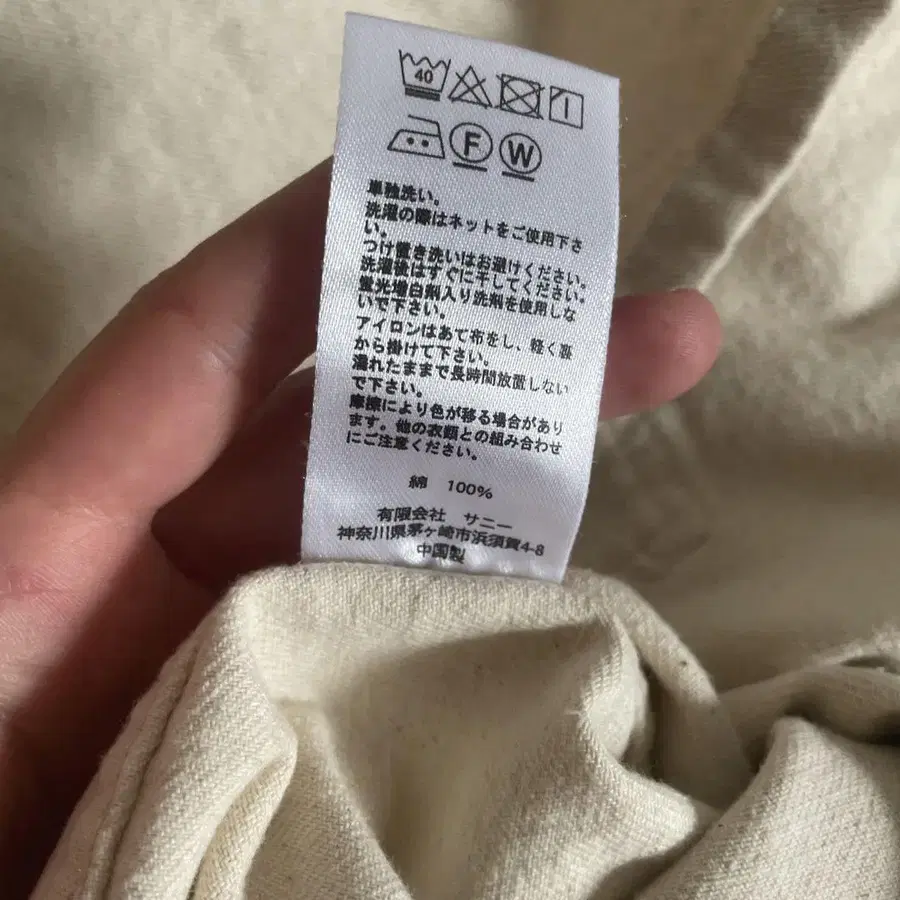 40
F W
単独洗い。
洗濯の際はネットをご使用下さ
い。
つけ置き洗いはお避けください。
洗濯後はすぐに干してください。
蛍光増白剤入り洗剤を使用しな
いで下さい。
アイロンはあて布をし、軽く裏
から掛けて下さい。
濡れたままで長時間放置しない
で下さい。
摩擦により色が移る場合があり
ます。他の衣類との組み合わせ
にご注意ください。
綿 100%
有限会社 サニー
神奈川県茅ヶ崎市浜須賀4-8
中国製